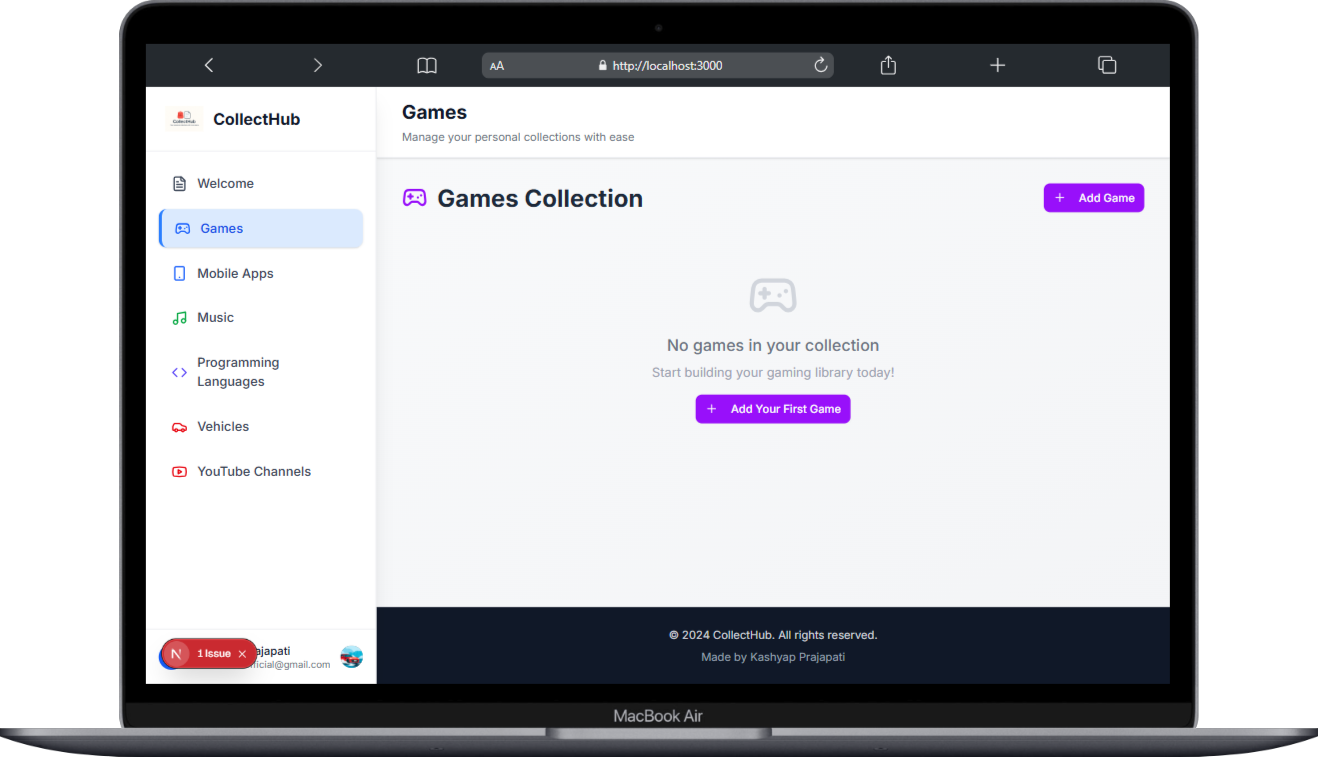 AA
http://localhost:3000
CollectHub
CollectHub
Games
Manage your personal collections with ease
Welcome
Games
Mobile Apps
Music
Programming
Languages
Vehicles
YouTube Channels
Games Collection
+ Add Game
No games in your collection
Start building your gaming library today!
+ Add Your First Game
N 1 Issue ×
ajapati
ficial@gmail.com
© 2024 CollectHub. All rights reserved.
Made by Kashyap Prajapati
MacBook Air